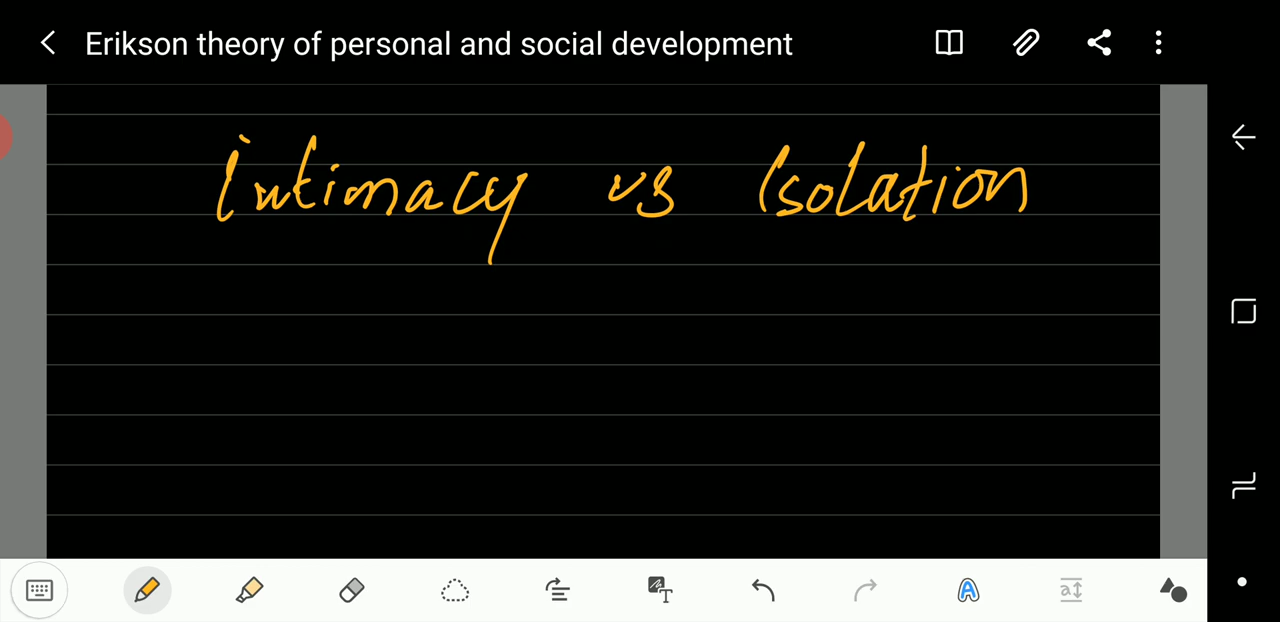 Erikson theory of personal and social development
Intimacy vs Isolation